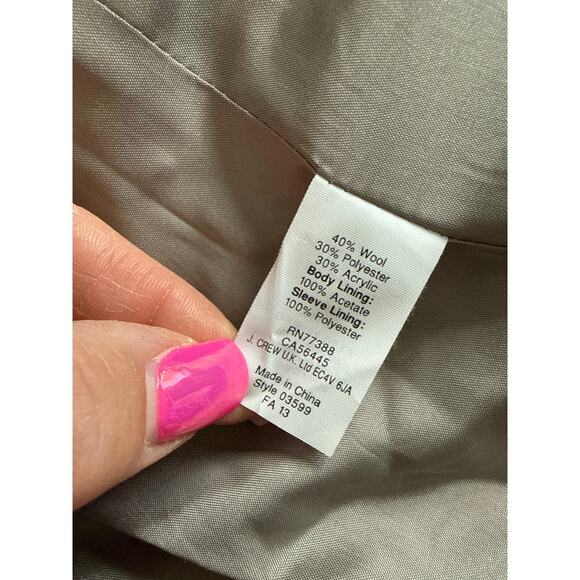 40% Wool
30% Polyester
30% Acrylic
Body Lining:
100% Acetate
Sleeve Lining:
100% Polyester
RN77388
CA56445
J. CREW U.K. Ltd EC4V 6JA
Made in China
Style 03599
FA 13